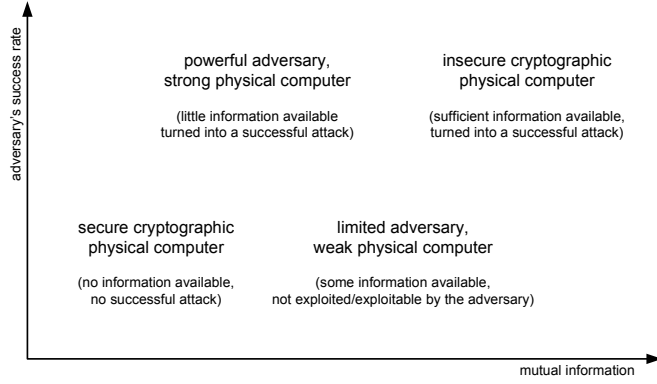 adversary's success rate
powerful adversary,
strong physical computer
(little information available
turned into a successful attack)
insecure cryptographic
physical computer
(sufficient information available,
turned into a successful attack)
secure cryptographic
physical computer
(no information available,
no successful attack)
limited adversary,
weak physical computer
(some information available,
not exploited/exploitable by the adversary)
mutual information